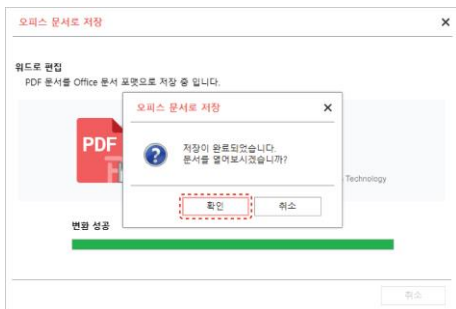 오피스 문서로 저장
워드로 편집
PDF 문서를 Office 문서 포맷으로 저장 중 입니다.
오피스 문서로 저장
PDF
저장이 완료되었습니다.
문서를 열어보시겠습니까?
Technology
확인
취소
변환 성공
취소